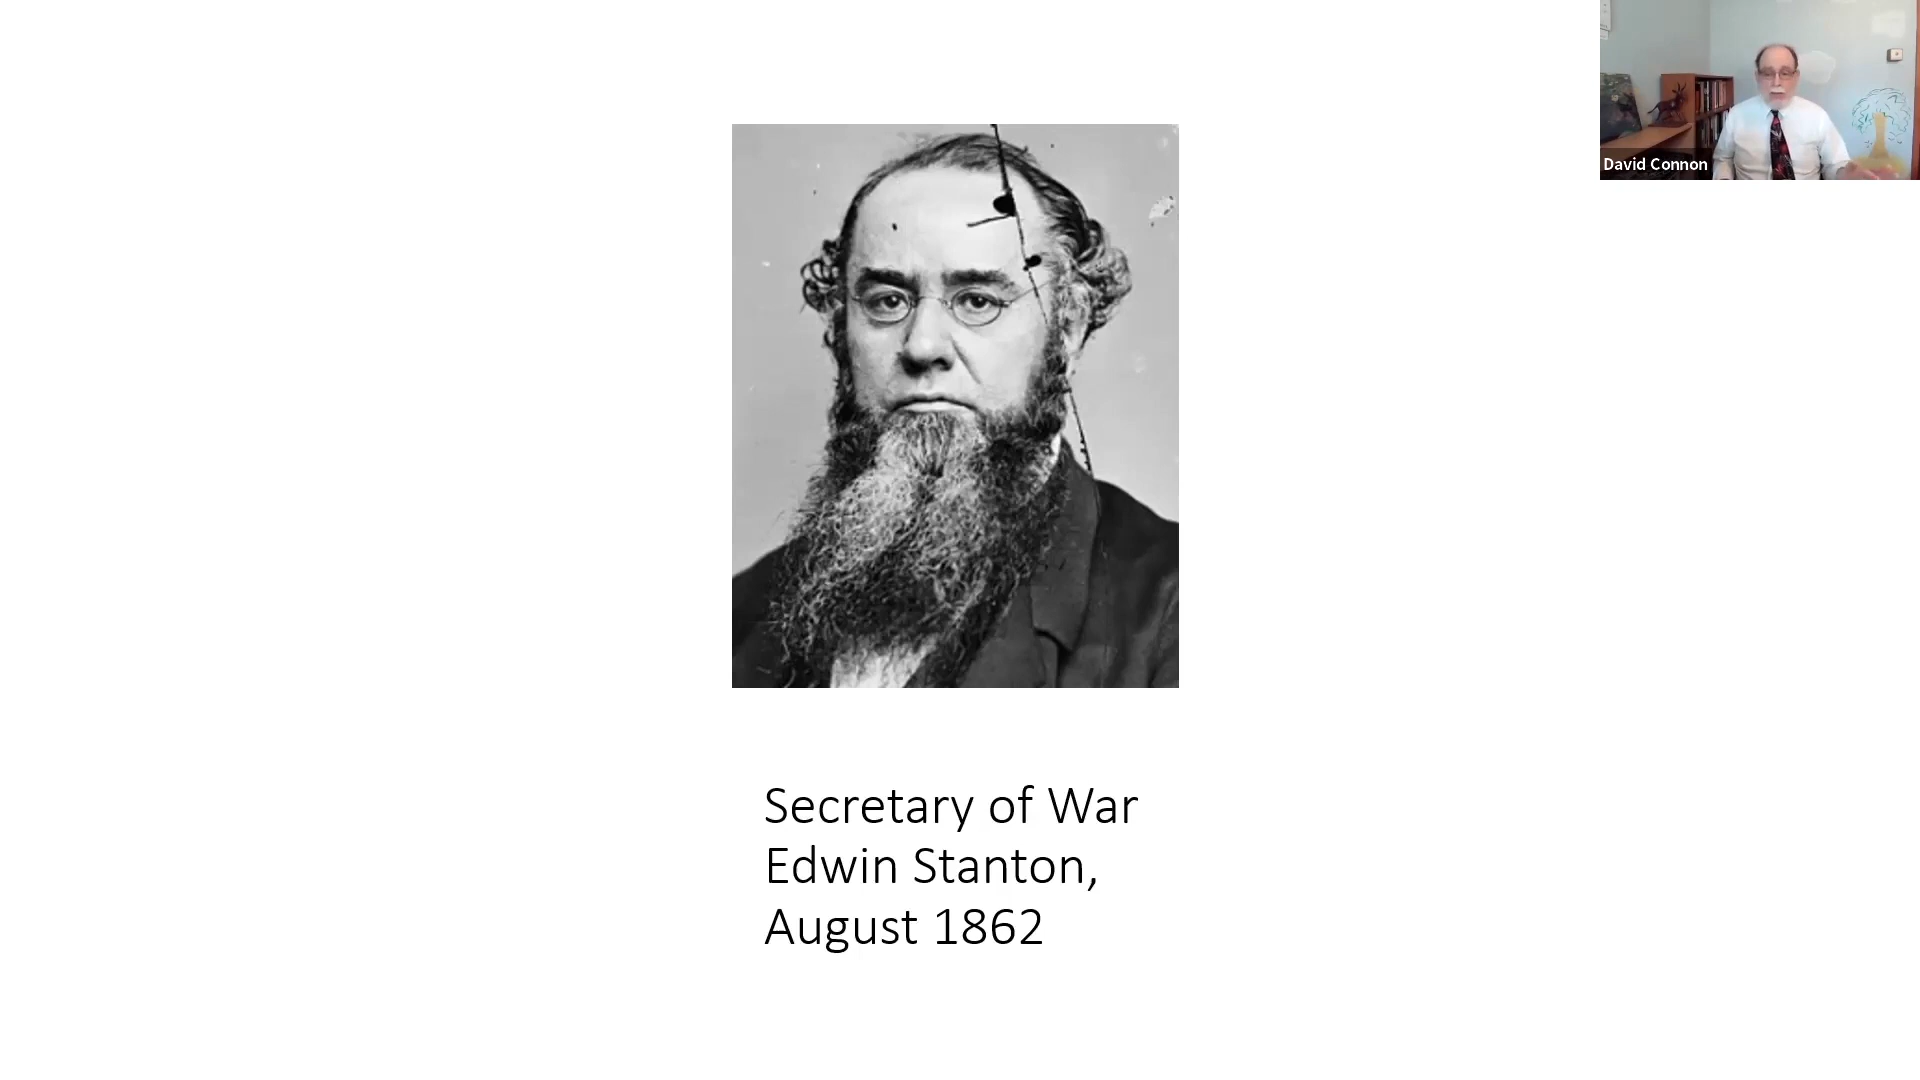 David Connon
Secretary of War
Edwin Stanton,
August 1862